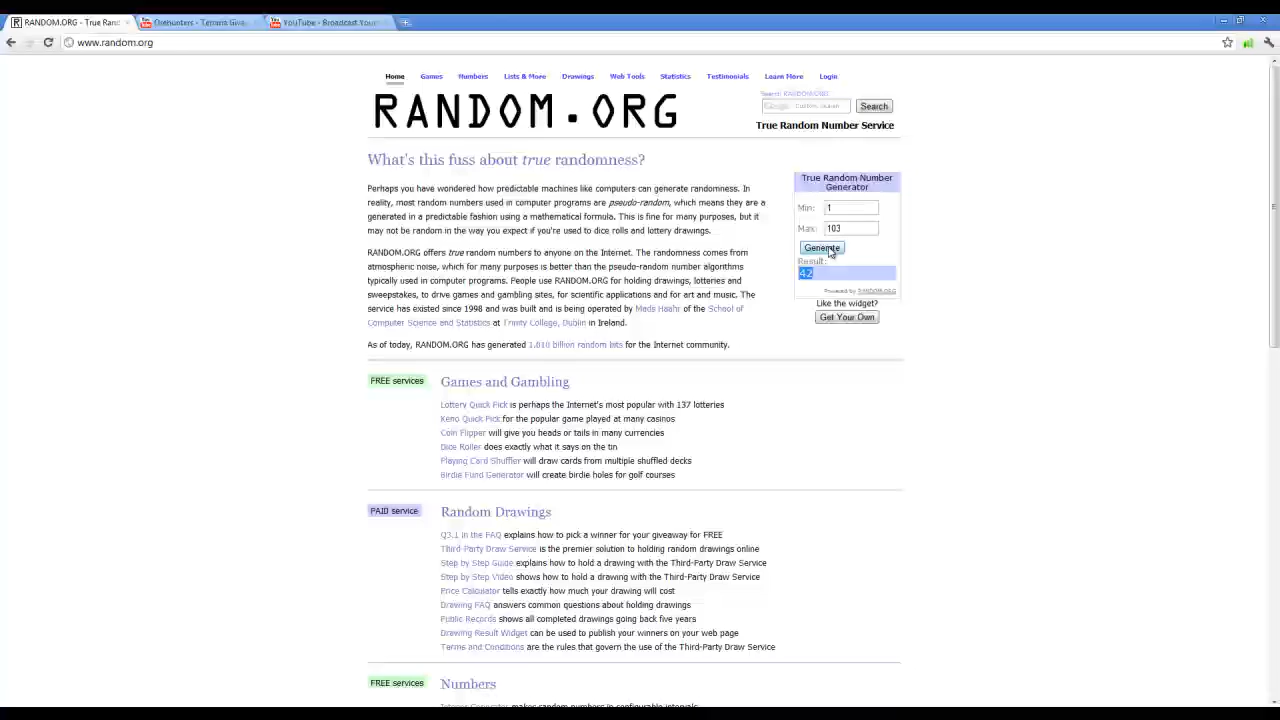 RANDOM.ORG - True Rand
Onehunters - Terraria Give
YouTube - Broadcast Your
www.random.org
Home Games Numbers Lists & More Drawings Web Tools Statistics Testimonials Learn More Login
Search RANDOM.ORG
RANDOM.ORG
Search
True Random Number Service
What's this fuss about true randomness?
Perhaps you have wondered how predictable machines like computers can generate randomness. In
reality, most random numbers used in computer programs are pseudo-random, which means they are a
generated in a predictable fashion using a mathematical formula. This is fine for many purposes, but it
may not be random in the way you expect if you're used to dice rolls and lottery drawings.
RANDOM.ORG offers true random numbers to anyone on the Internet. The randomness comes from
atmospheric noise, which for many purposes is better than the pseudo-random number algorithms
typically used in computer programs. People use RANDOM.ORG for holding drawings, lotteries and
sweepstakes, to drive games and gambling sites, for scientific applications and for art and music. The
service has existed since 1998 and was built and is being operated by Mads Haahr of the School of
Computer Science and Statistics at Trinity College, Dublin in Ireland.
As of today, RANDOM.ORG has generated 1.010 billion random bits for the Internet community.
True Random Number
Generator
Min: 1
Max: 103
Generate
Result:
42
Powered by RANDOM.ORG
Like the widget?
Get Your Own
FREE services
Games and Gambling
Lottery Quick Pick is perhaps the Internet's most popular with 137 lotteries
Keno Quick Pick for the popular game played at many casinos
Coin Flipper will give you heads or tails in many currencies
Dice Roller does exactly what it says on the tin
Playing Card Shuffler will draw cards from multiple shuffled decks
Birdie Fund Generator will create birdie holes for golf courses
PAID service
Random Drawings
Q3.1 in the FAQ explains how to pick a winner for your giveaway for FREE
Third-Party Draw Service is the premier solution to holding random drawings online
Step by Step Guide explains how to hold a drawing with the Third-Party Draw Service
Step by Step Video shows how to hold a drawing with the Third-Party Draw Service
Price Calculator tells exactly how much your drawing will cost
Drawing FAQ answers common questions about holding drawings
Public Records shows all completed drawings going back five years
Drawing Result Widget can be used to publish your winners on your web page
Terms and Conditions are the rules that govern the use of the Third-Party Draw Service
FREE services
Numbers
Integer Generator makes random numbers in configurable intervals